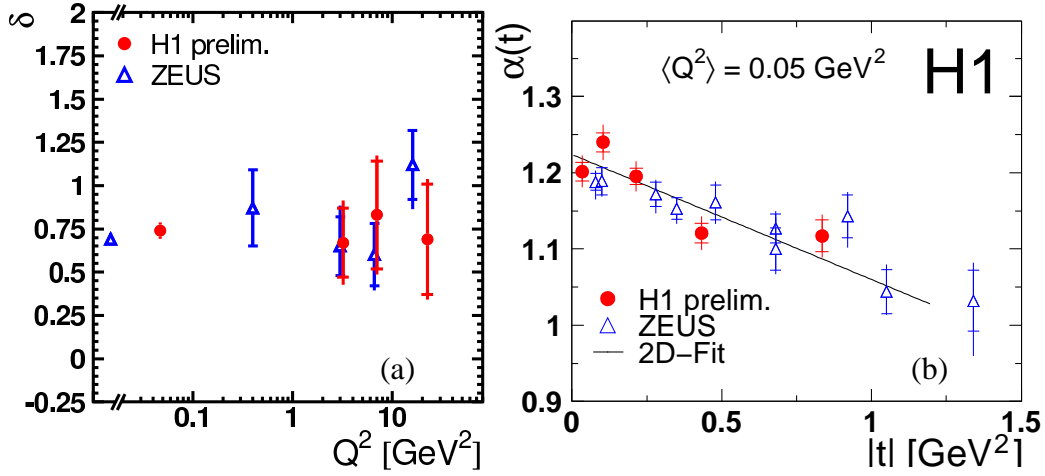 δ
2
1.75
1.5
1.25
1
0.75
0.5
0.25
0
-0.25
H1 prelim.
ZEUS
(a)
0.1 1 10
Q² [GeV²]
α(t)
1.3
1.2
1.1
1
0.9
⟨Q²⟩ = 0.05 GeV²
H1
H1 prelim.
ZEUS
2D–Fit
(b)
0 0.5 1 1.5
|t| [GeV²]